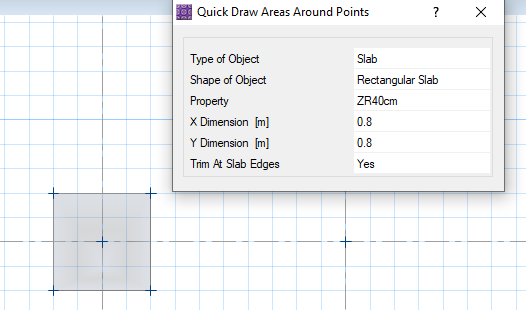 Quick Draw Areas Around Points ? ×
Type of Object Slab
Shape of Object Rectangular Slab
Property ZR40cm
X Dimension [m] 0.8
Y Dimension [m] 0.8
Trim At Slab Edges Yes